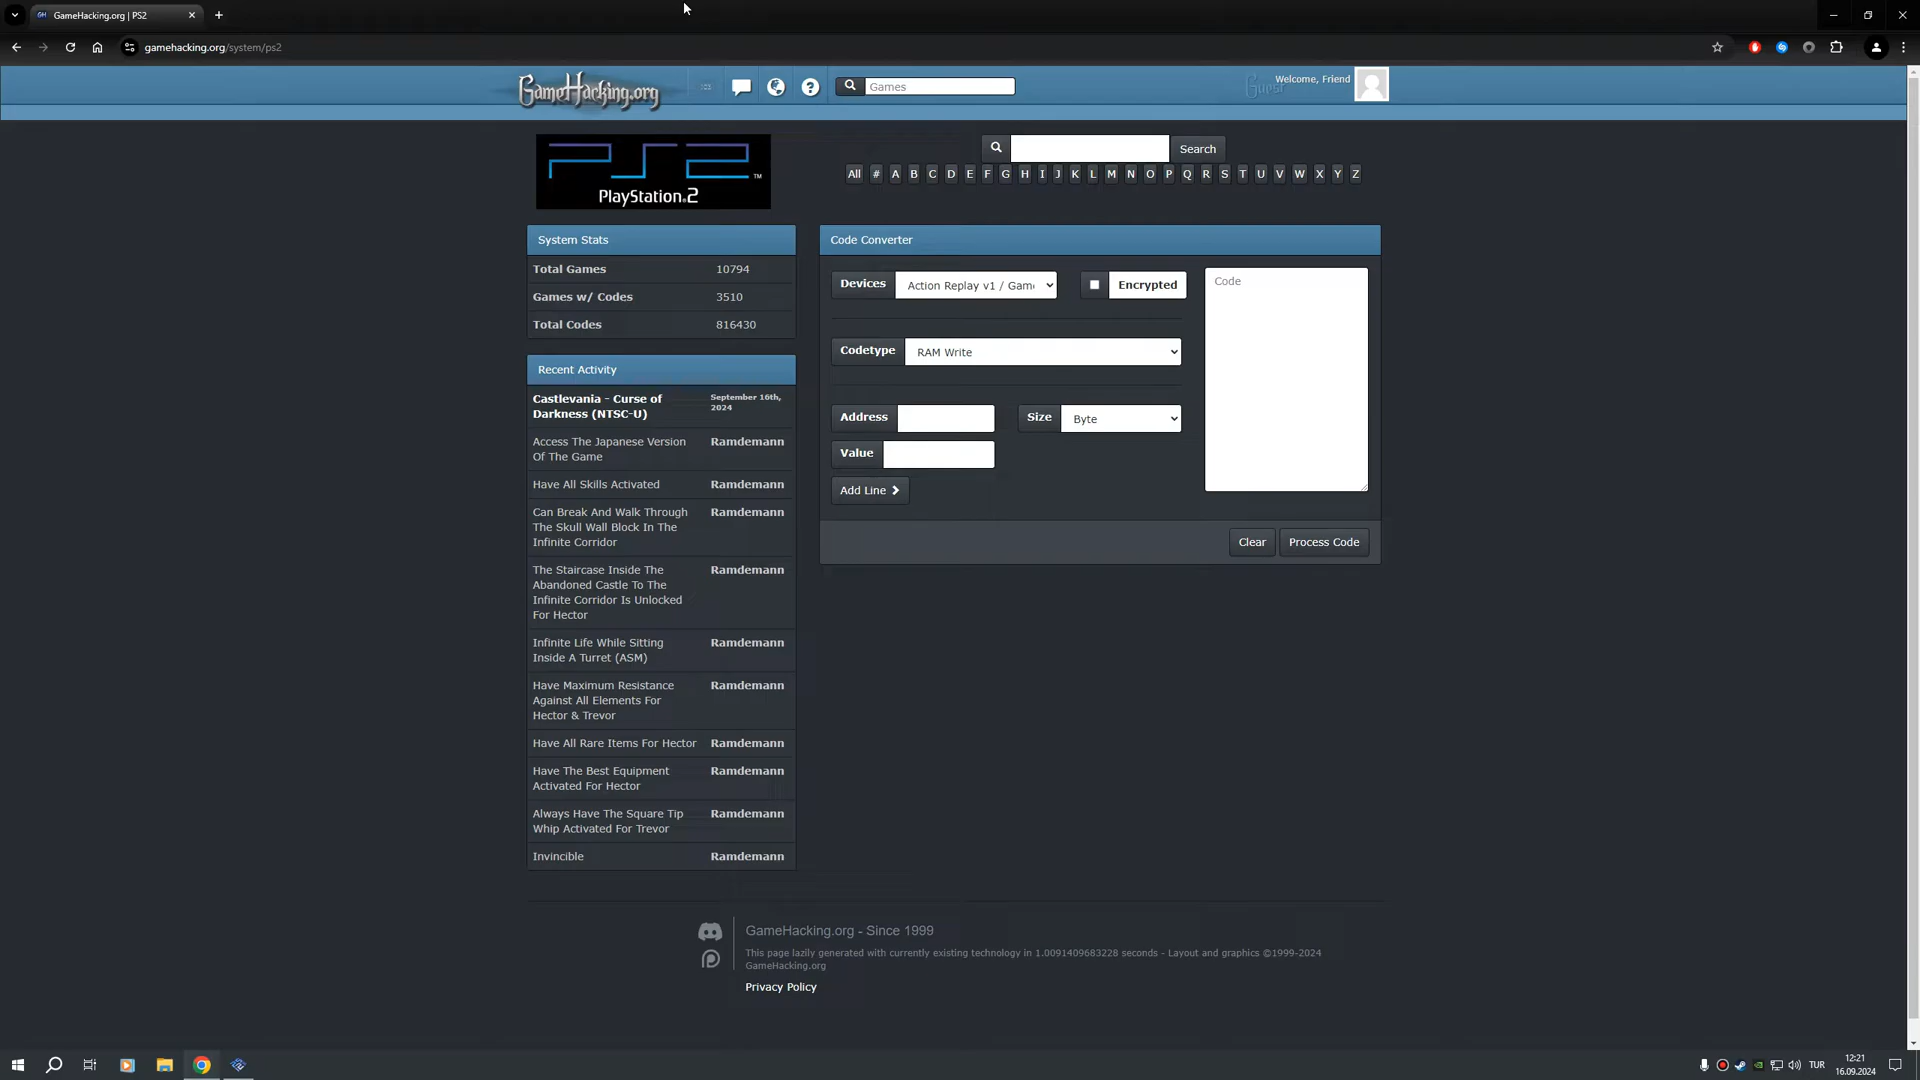 GameHacking.org | PS2
gamehacking.org/system/ps2
GameHacking.org
Games
Guest
Welcome, Friend
PS2 TM
PlayStation.2
Search
All # A B C D E F G H I J K L M N O P Q R S T U V W X Y Z
System Stats
Total Games 10794
Games w/ Codes 3510
Total Codes 816430
Recent Activity
Castlevania - Curse of September 16th,
Darkness (NTSC-U) 2024
Access The Japanese Version Ramdemann
Of The Game
Have All Skills Activated Ramdemann
Can Break And Walk Through Ramdemann
The Skull Wall Block In The
Infinite Corridor
The Staircase Inside The Ramdemann
Abandoned Castle To The
Infinite Corridor Is Unlocked
For Hector
Infinite Life While Sitting Ramdemann
Inside A Turret (ASM)
Have Maximum Resistance Ramdemann
Against All Elements For
Hector & Trevor
Have All Rare Items For Hector Ramdemann
Have The Best Equipment Ramdemann
Activated For Hector
Always Have The Square Tip Ramdemann
Whip Activated For Trevor
Invincible Ramdemann
Code Converter
Devices Action Replay v1 / Gam Encrypted
Code
Codetype RAM Write
Address Size Byte
Value
Add Line
Clear Process Code
GameHacking.org - Since 1999
This page lazily generated with currently existing technology in 1.0091409683228 seconds - Layout and graphics ©1999-2024
GameHacking.org
Privacy Policy
TUR
12:21
16.09.2024